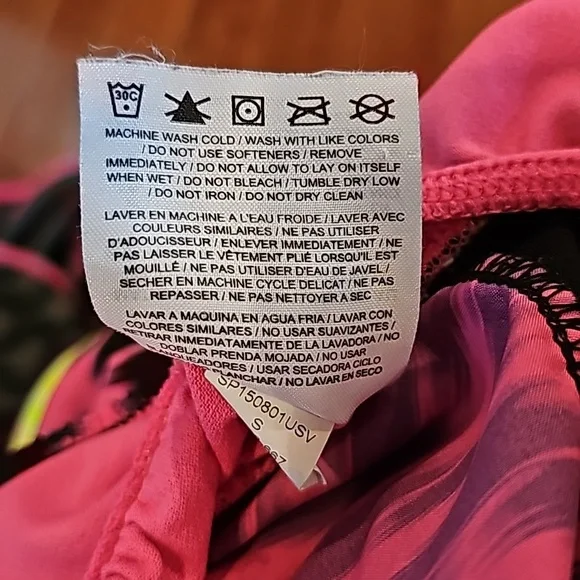 30C
MACHINE WASH COLD / WASH WITH LIKE COLORS
/ DO NOT USE SOFTENERS / REMOVE
IMMEDIATELY / DO NOT ALLOW TO LAY ON ITSELF
WHEN WET / DO NOT BLEACH / TUMBLE DRY LOW
/ DO NOT IRON / DO NOT DRY CLEAN
LAVER EN MACHINE A L'EAU FROIDE / LAVER AVEC
COULEURS SIMILAIRES / NE PAS UTILISER
D'ADOUCISSEUR / ENLEVER IMMEDIATEMENT / NE
PAS LAISSER LE VÊTEMENT PLIÉ LORSQU'IL EST
MOUILLÉ / NE PAS UTILISER D'EAU DE JAVEL /
SECHER EN MACHINE CYCLE DELICAT / NE PAS
REPASSER / NE PAS NETTOYER A SEC
LAVAR A MAQUINA EN AGUA FRIA / LAVAR CON
COLORES SIMILARES / NO USAR SUAVIZANTES /
RETIRAR IMMEDIATAMENTE DE LA LAVADORA / NO
DOBLAR PRENDA MOJADA / NO USAR
ANQUEADORES / USAR SECADORA CICLO
PLANCHAR / NO LAVAR EN SECO
SP150801USV
S